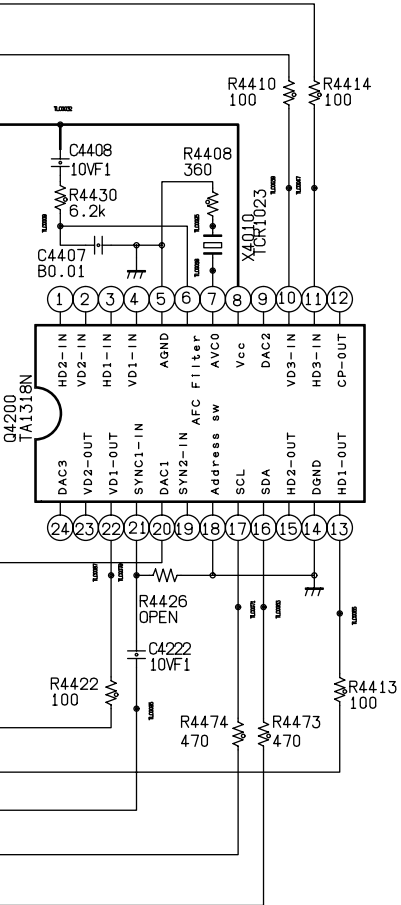 R4410
100
R4414
100
C4408
10VF1
R4408
360
R4430
6.2k
X4010
TCR1023
C4407
B0.01
1
2
3
4
5
6
7
8
9
10
11
12
HD2-IN
VD2-IN
HD1-IN
VD1-IN
AGND
AFC Filter
AVCO
Vcc
DAC2
VD3-IN
HD3-IN
CP-OUT
Q4200
TA1318N
DAC3
VD2-OUT
VD1-OUT
SYNC1-IN
DAC1
SYN2-IN
Address sw
SCL
SDA
HD2-OUT
DGND
HD1-OUT
24
23
22
21
20
19
18
17
16
15
14
13
R4426
OPEN
C4222
10VF1
R4422
100
R4474
470
R4473
470
R4413
100